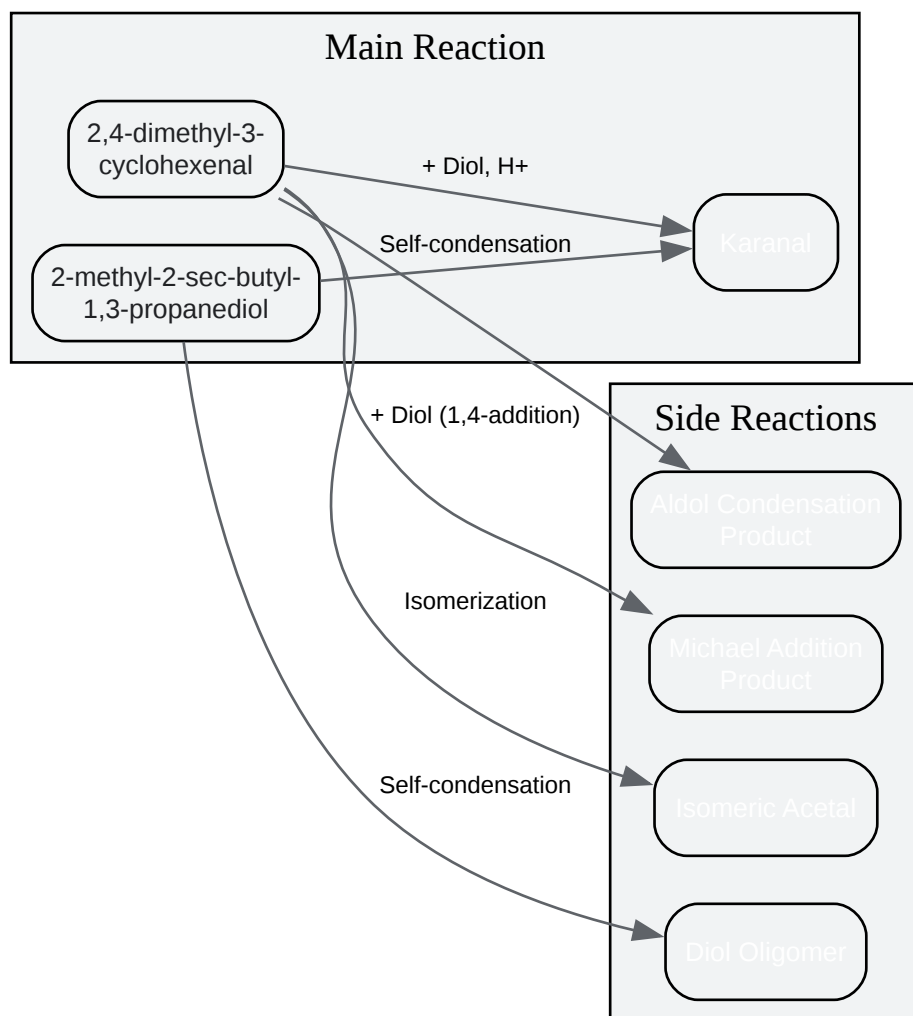 Main Reaction
2,4-dimethyl-3-
cyclohexenal
+ Diol, H+
Karanal
Self-condensation
2-methyl-2-sec-butyl-
1,3-propanediol
+ Diol (1,4-addition)
Side Reactions
Aldol Condensation
Product
Isomerization
Michael Addition
Product
Self-condensation
Isomeric Acetal
Diol Oligomer